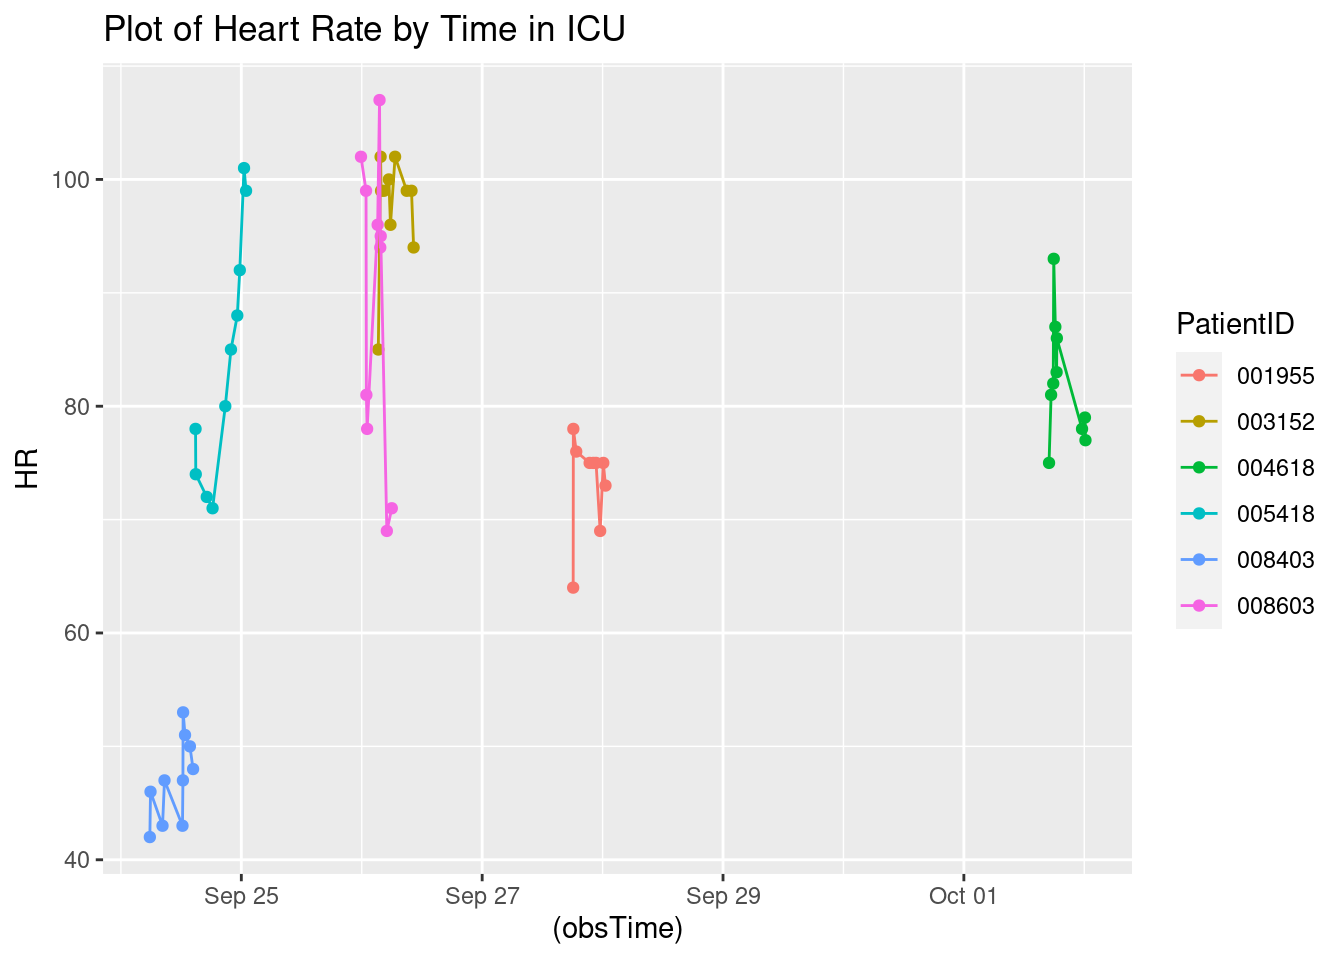 Plot of Heart Rate by Time in ICU
HR
100
80
60
40
Sep 25
Sep 27
Sep 29
Oct 01
(obsTime)
PatientID
001955
003152
004618
005418
008403
008603